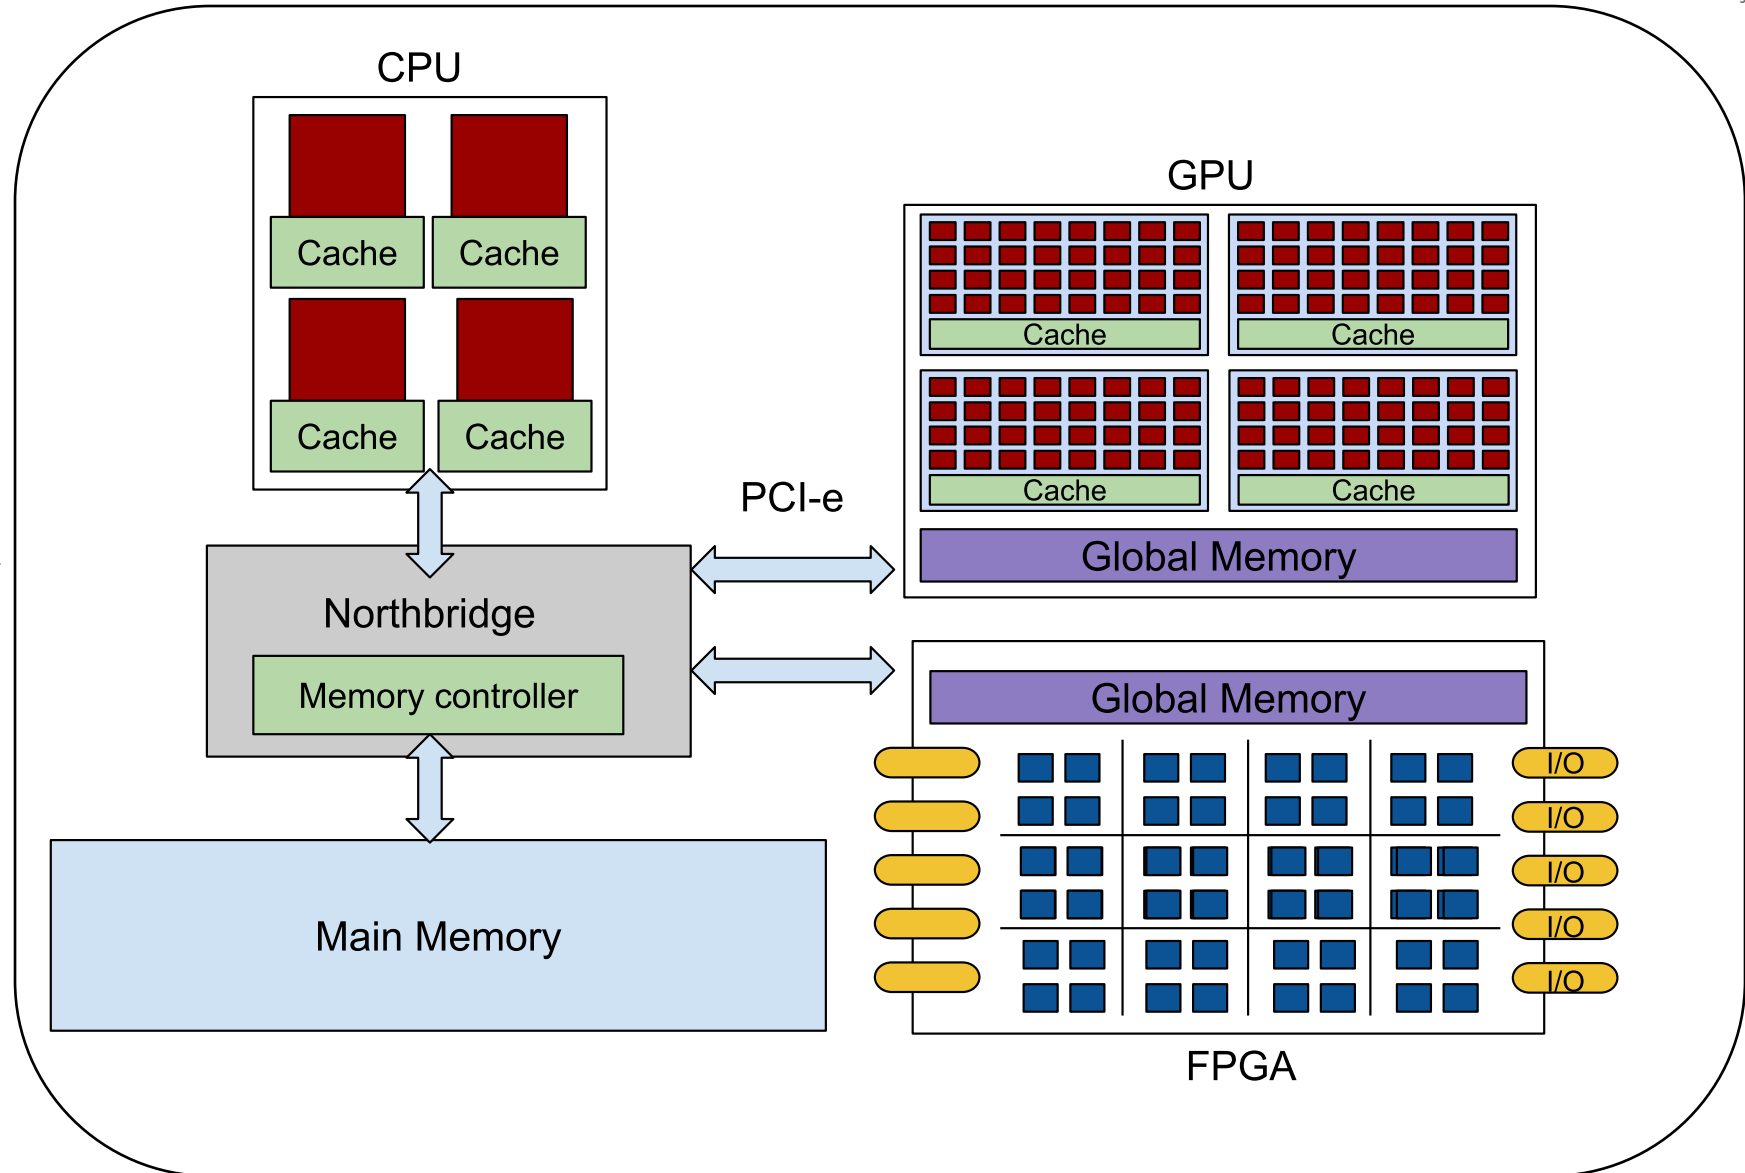 CPU
Cache
Cache
Cache
Cache
GPU
Cache
Cache
Cache
Cache
Global Memory
PCI-e
Northbridge
Memory controller
Main Memory
Global Memory
I/O
I/O
I/O
I/O
I/O
FPGA